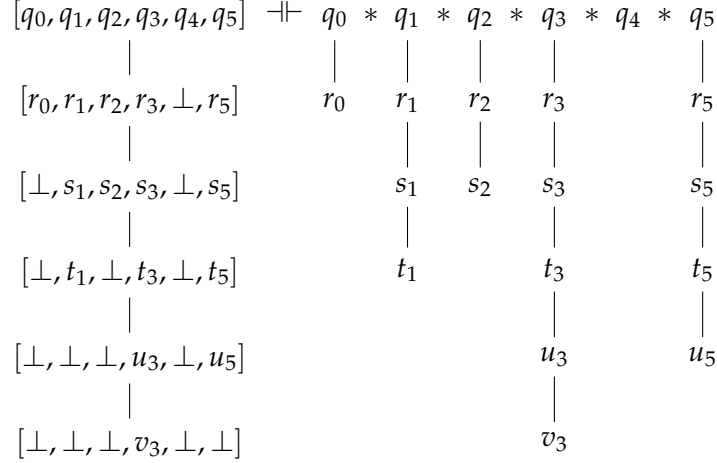 [q₀, q₁, q₂, q₃, q₄, q₅] ⊣⊢ q₀ * q₁ * q₂ * q₃ * q₄ * q₅
[r₀, r₁, r₂, r₃, ⊥, r₅] r₀ r₁ r₂ r₃ r₅
[⊥, s₁, s₂, s₃, ⊥, s₅] s₁ s₂ s₃ s₅
[⊥, t₁, ⊥, t₃, ⊥, t₅] t₁ t₃ t₅
[⊥, ⊥, ⊥, u₃, ⊥, u₅] u₃ u₅
[⊥, ⊥, ⊥, v₃, ⊥, ⊥] v₃